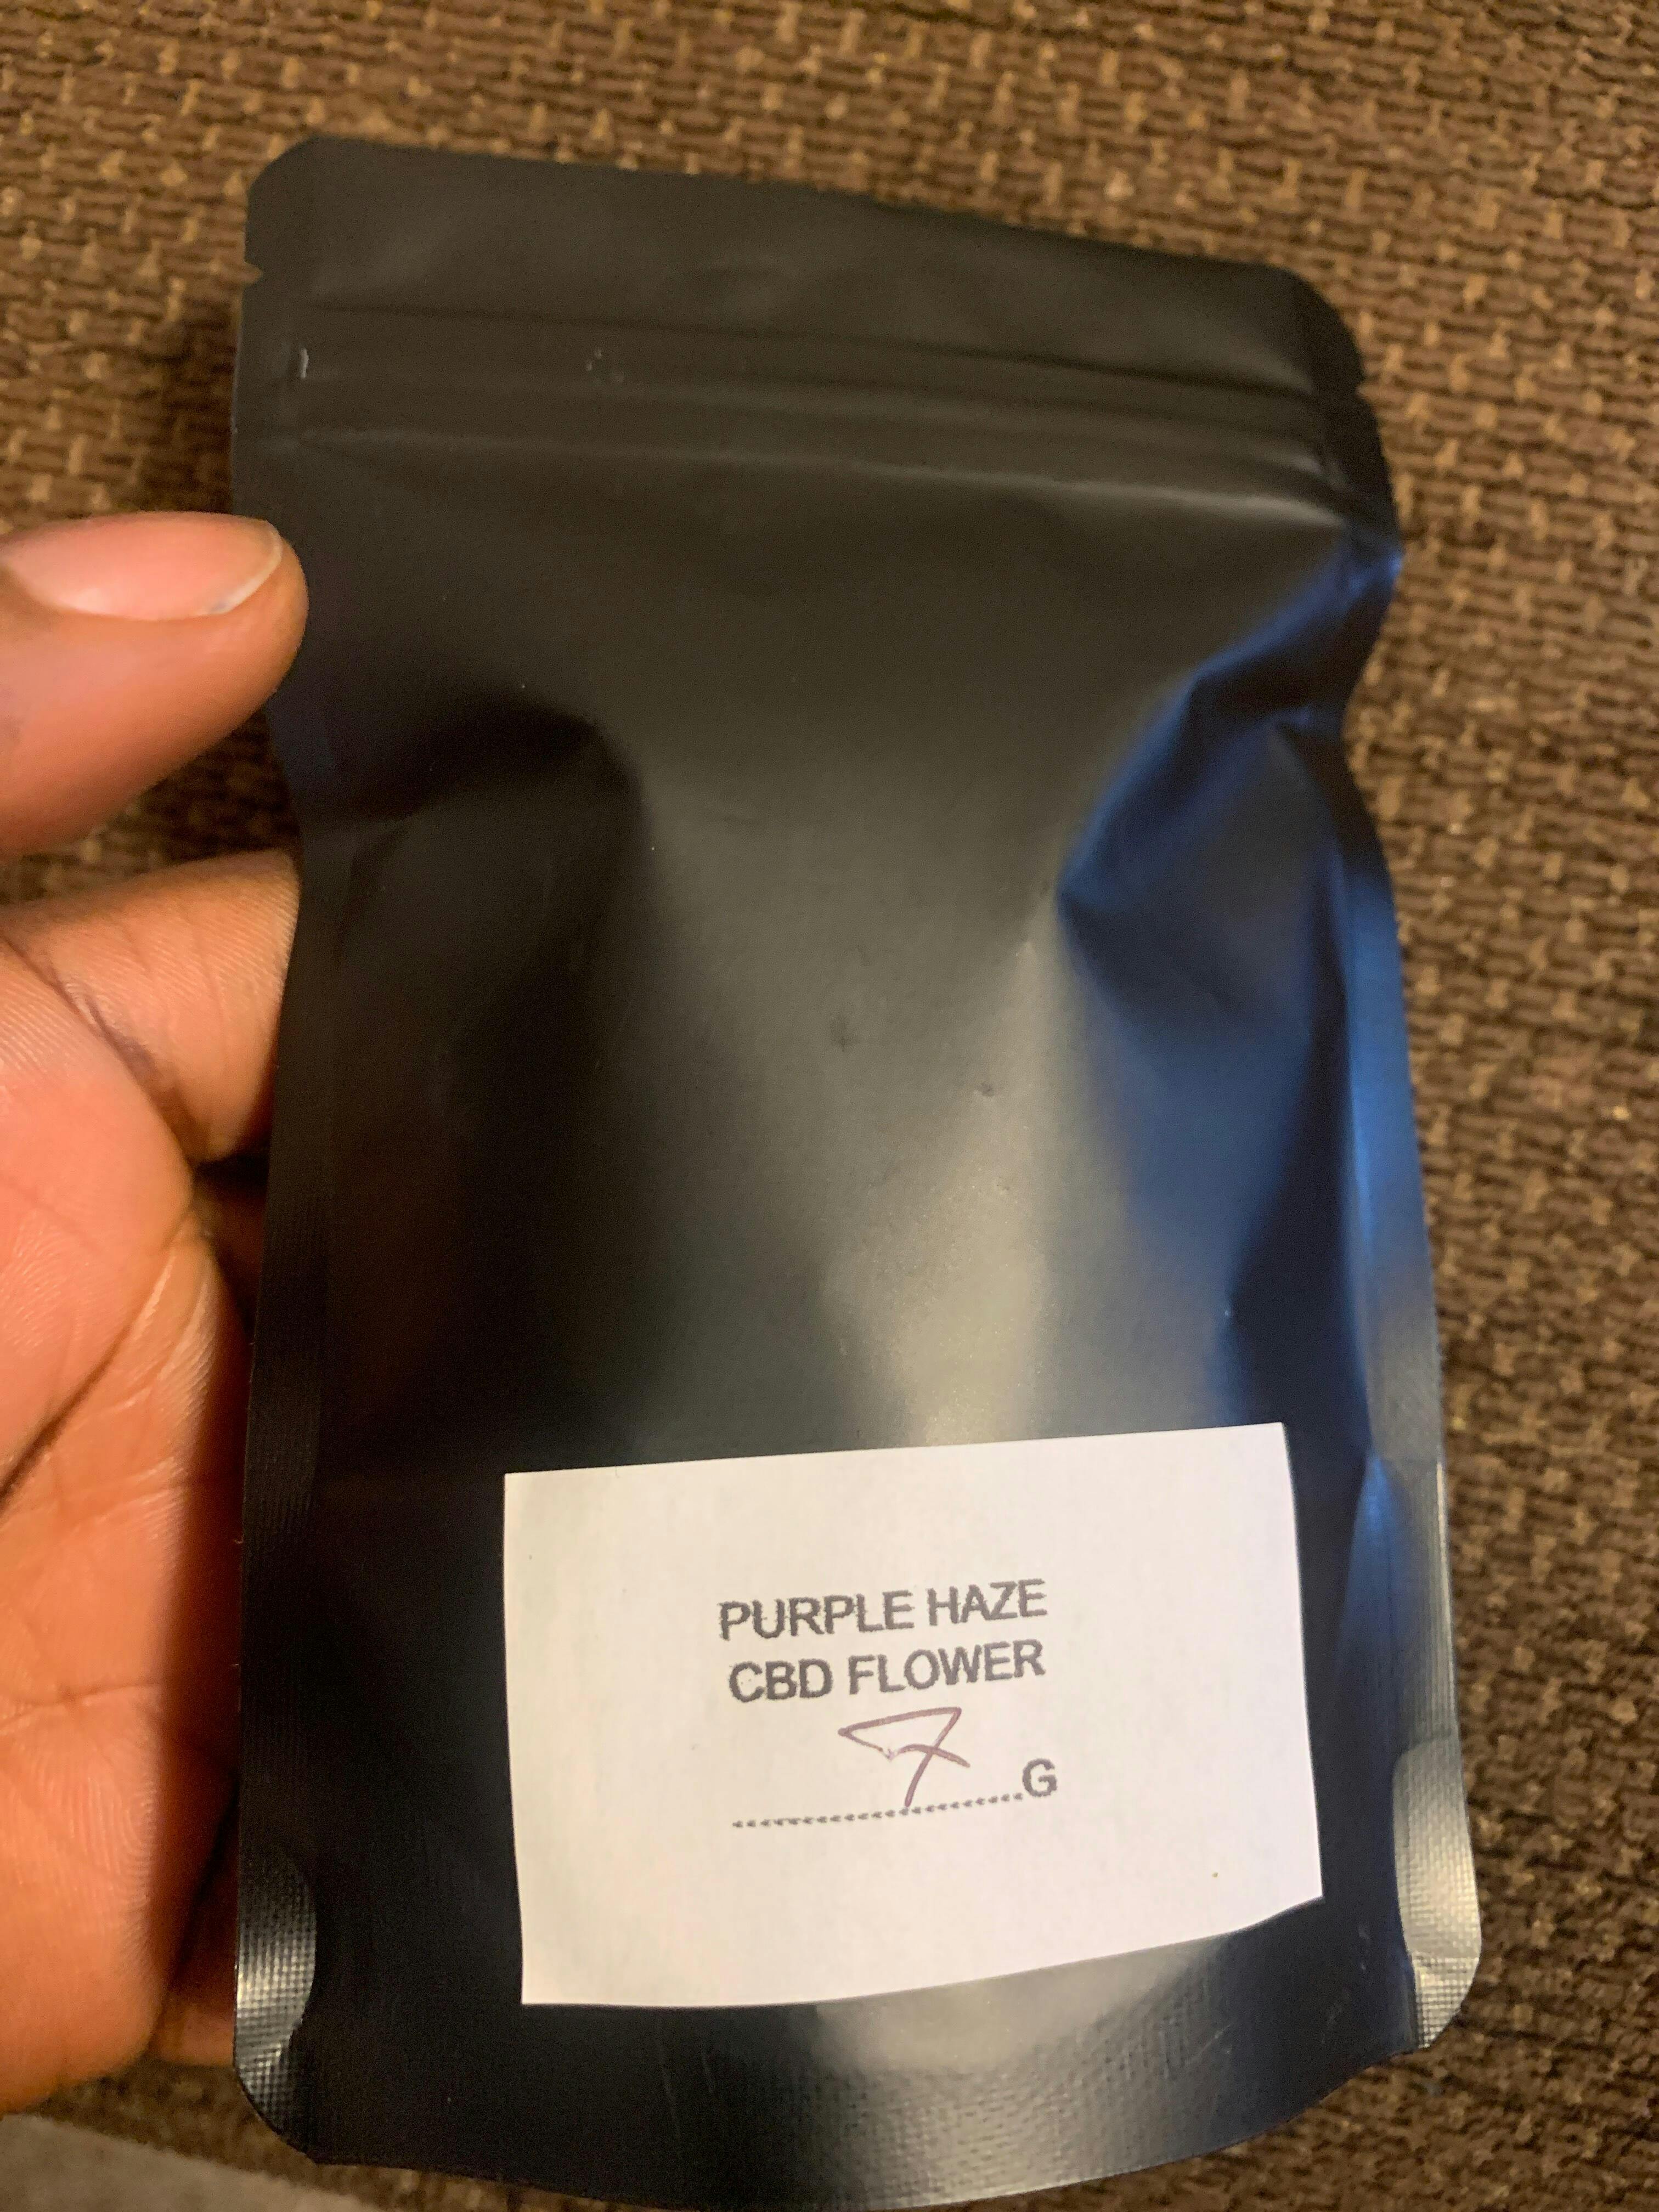 PURPLE HAZE
CBD FLOWER
7
....................G